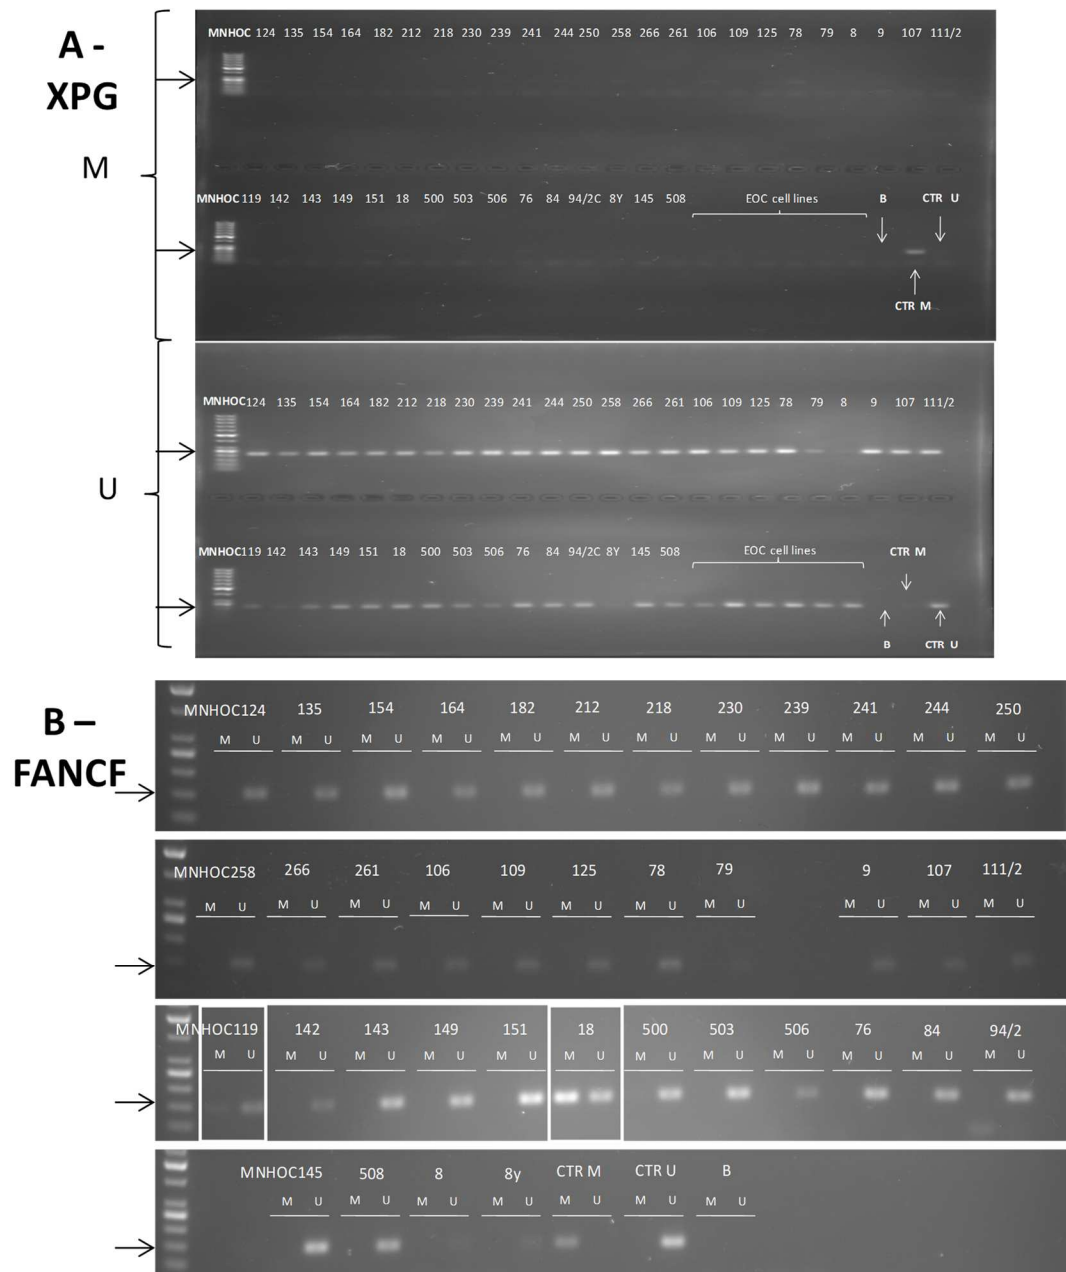 A -
XPG
M
MNHOC 124 135 154 164 182 212 218 230 239 241 244 250 258 266 261 106 109 125 78 79 8 9 107 111/2
MNHOC 119 142 143 149 151 18 500 503 506 76 84 94/2C 8Y 145 508 EOC cell lines B CTR U
CTR M
U
MNHOC 124 135 154 164 182 212 218 230 239 241 244 250 258 266 261 106 109 125 78 79 8 9 107 111/2
MNHOC 119 142 143 149 151 18 500 503 506 76 84 94/2C 8Y 145 508 EOC cell lines CTR M
B CTR U
B –
FANCF
MNHOC124 135 154 164 182 212 218 230 239 241 244 250
M U M U M U M U M U M U M U M U M U M U M U M U
MNHOC258 266 261 106 109 125 78 79 9 107 111/2
M U M U M U M U M U M U M U M U M U M U M U
MNHOC119 142 143 149 151 18 500 503 506 76 84 94/2
M U M U M U M U M U M U M U M U M U M U M U M U
MNHOC145 508 8 8y CTR M CTR U B
M U M U M U M U M U M U M U